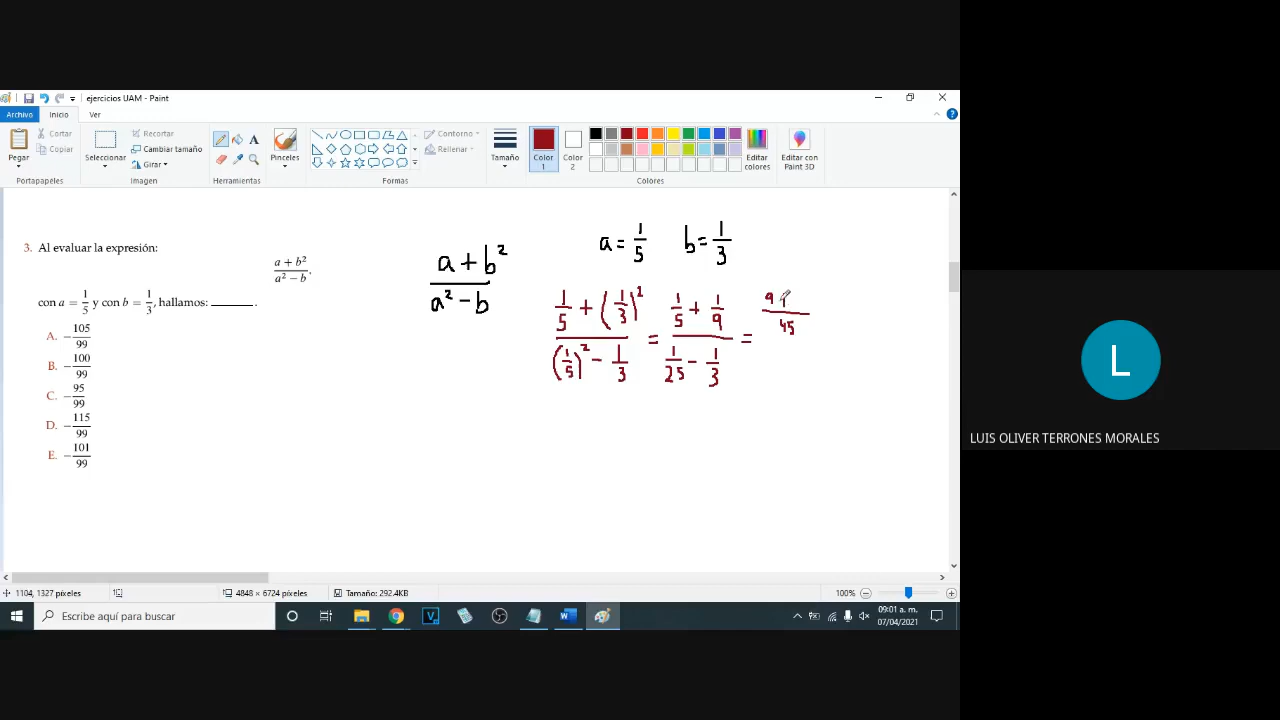 ejercicios UAM - Paint
Archivo Inicio Ver
Pegar
Cortar
Copiar
Portapapeles
Seleccionar
Recortar
Cambiar tamaño
Girar
Imagen
A
Herramientas
Pinceles
Contorno
Rellenar
Formas
Tamaño
Color 1
Color 2
Editar colores
Colores
Editar con Paint 3D
3. Al evaluar la expresión:
a + b²
a² − b.
con a = 1/5 y con b = 1/3, hallamos: ______.
A. −105/99
B. −100/99
C. −95/99
D. −115/99
E. −101/99
a + b²
a² − b
a = 1/5 b = 1/3
1/5 + (1/3)² = 1/5 + 1/9 = 9
(1/5)² − 1/3 1/25 − 1/3 45
1104, 1327 píxeles
4848 × 6724 píxeles
Tamaño: 292.4KB
100%
Escribe aquí para buscar
09:01 a. m.
07/04/2021
L
LUIS OLIVER TERRONES MORALES